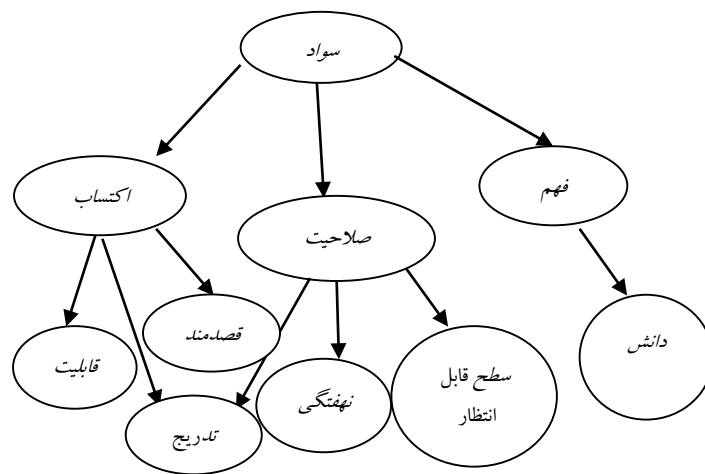 سواد
فهم
صلاحیت
اکتساب
دانش
سطح قابل
انتظار
نهفتگی
قصدمند
تدریج
قابلیت